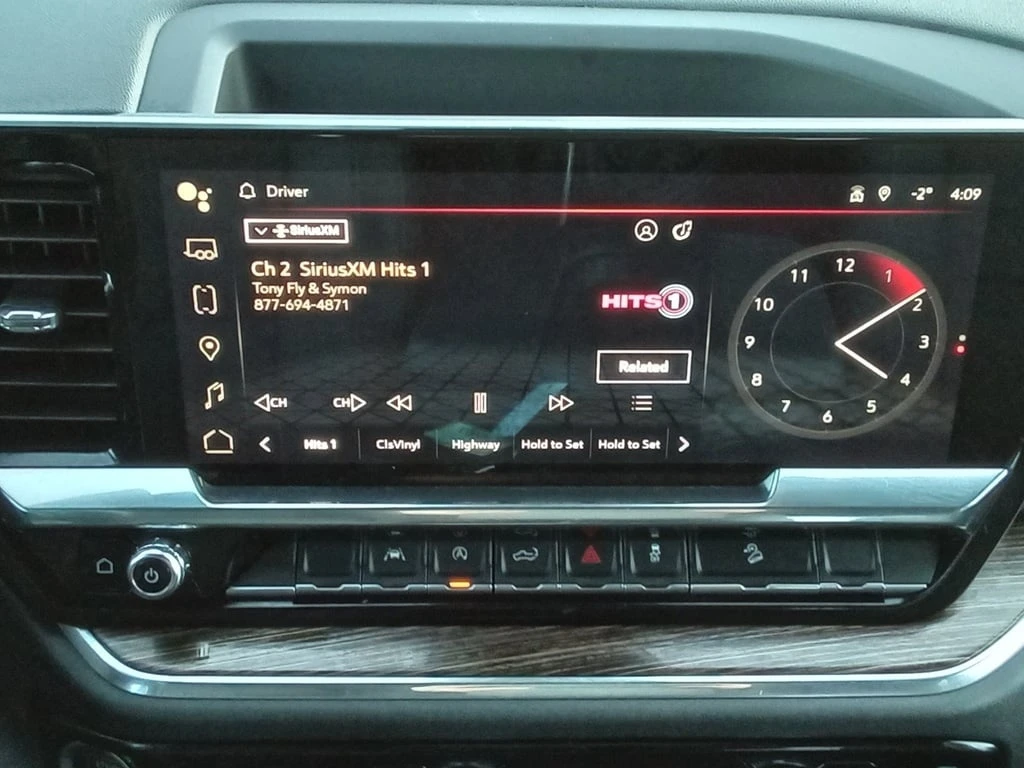 Driver
-2° 4:09
SiriusXM
Ch 2 SiriusXM Hits 1
Tony Fly & Symon
877-694-4871
HITS 1
Related
CH CH
Hits 1 ClsVinyl Highway Hold to Set Hold to Set
12
1
2
3
4
5
6
7
8
9
10
11